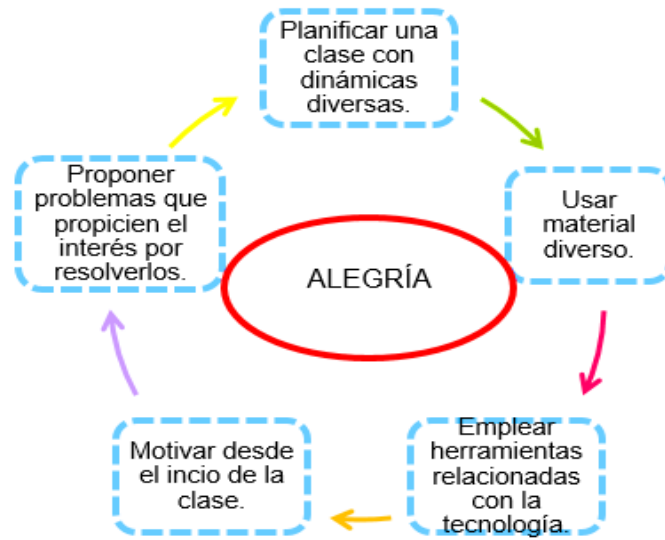 Planificar una
clase con
dinámicas
diversas.
Usar
material
diverso.
Emplear
herramientas
relacionadas
con la
tecnología.
Motivar desde
el incio de la
clase.
Proponer
problemas que
propicien el
interés por
resolverlos.
ALEGRÍA